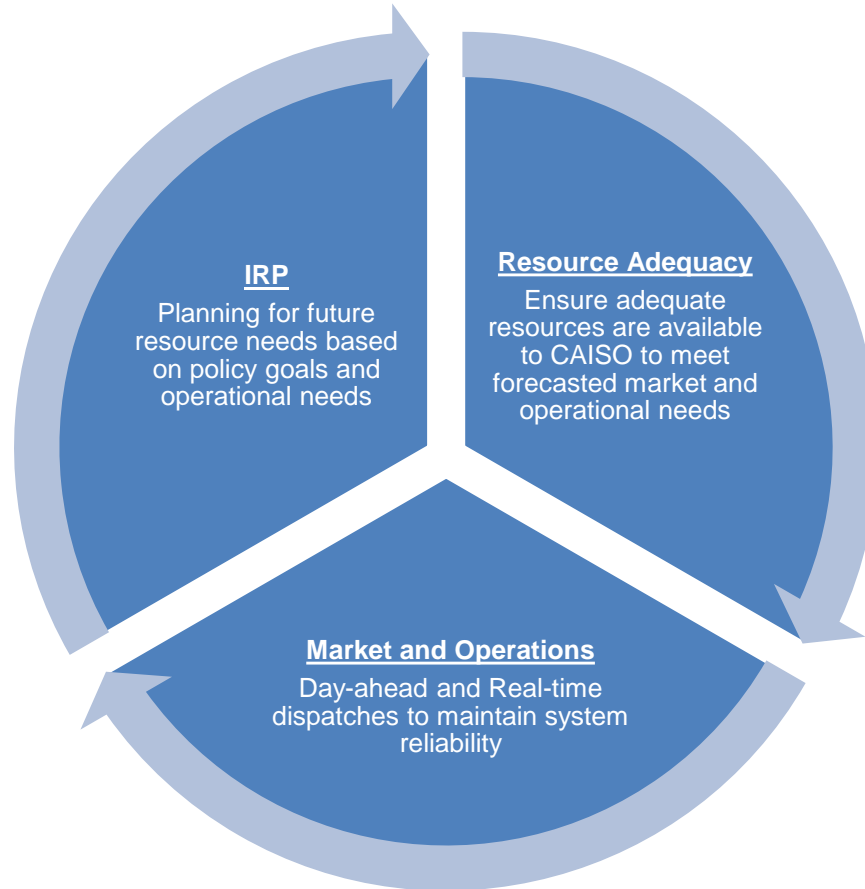 IRP
Planning for future
resource needs based
on policy goals and
operational needs
Resource Adequacy
Ensure adequate
resources are available
to CAISO to meet
forecasted market and
operational needs
Market and Operations
Day-ahead and Real-time
dispatches to maintain system
reliability